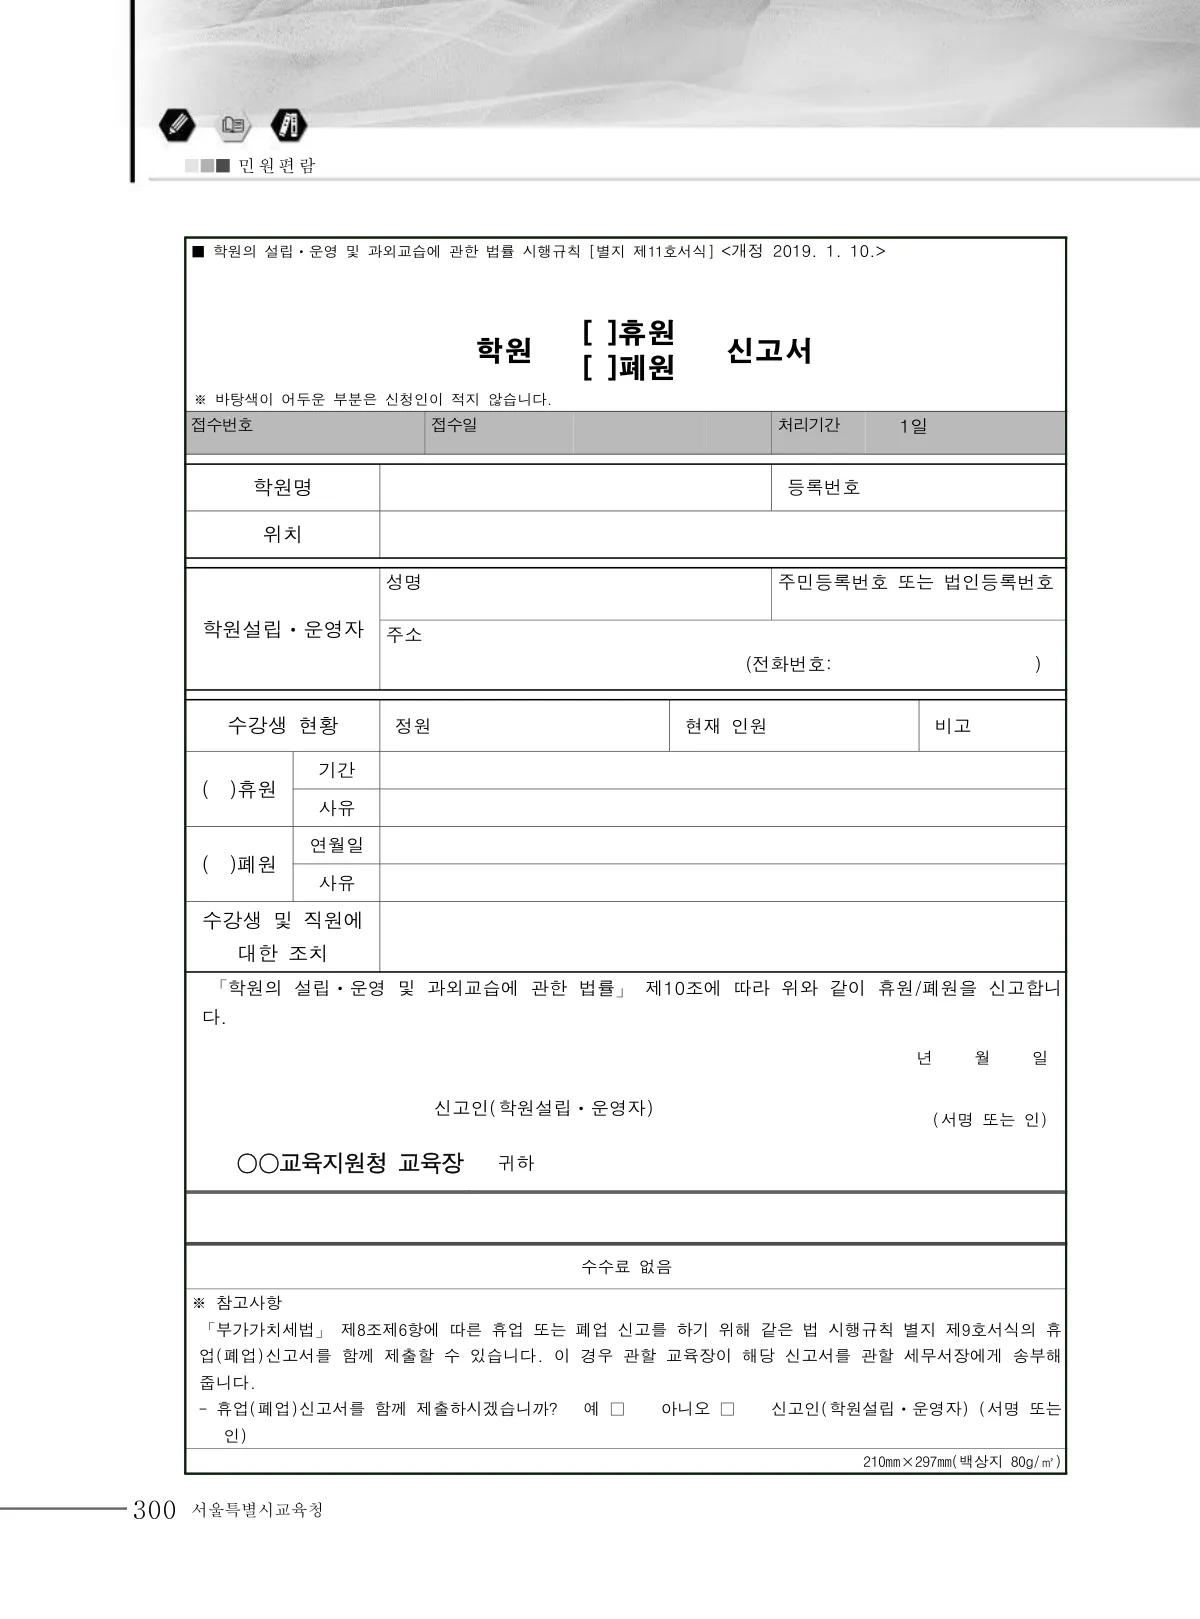 민원편람
■ 학원의 설립·운영 및 과외교습에 관한 법률 시행규칙 [별지 제11호서식] <개정 2019. 1. 10.>
[ ]휴원
학원 신고서
[ ]폐원
※ 바탕색이 어두운 부분은 신청인이 적지 않습니다.
접수번호 접수일 처리기간 1일
학원명 등록번호
위치
성명 주민등록번호 또는 법인등록번호
학원설립·운영자
주소
(전화번호: )
수강생 현황 정원 현재 인원 비고
( )휴원
기간
사유
( )폐원
연월일
사유
수강생 및 직원에
대한 조치
「학원의 설립·운영 및 과외교습에 관한 법률」 제10조에 따라 위와 같이 휴원/폐원을 신고합니
다.
년 월 일
신고인(학원설립·운영자)
(서명 또는 인)
○○교육지원청 교육장 귀하
수수료 없음
※ 참고사항
「부가가치세법」 제8조제6항에 따른 휴업 또는 폐업 신고를 하기 위해 같은 법 시행규칙 별지 제9호서식의 휴
업(폐업)신고서를 함께 제출할 수 있습니다. 이 경우 관할 교육장이 해당 신고서를 관할 세무서장에게 송부해
줍니다.
- 휴업(폐업)신고서를 함께 제출하시겠습니까? 예 □ 아니오 □ 신고인(학원설립·운영자) (서명 또는
인)
210㎜×297㎜(백상지 80g/㎡)
300 서울특별시교육청